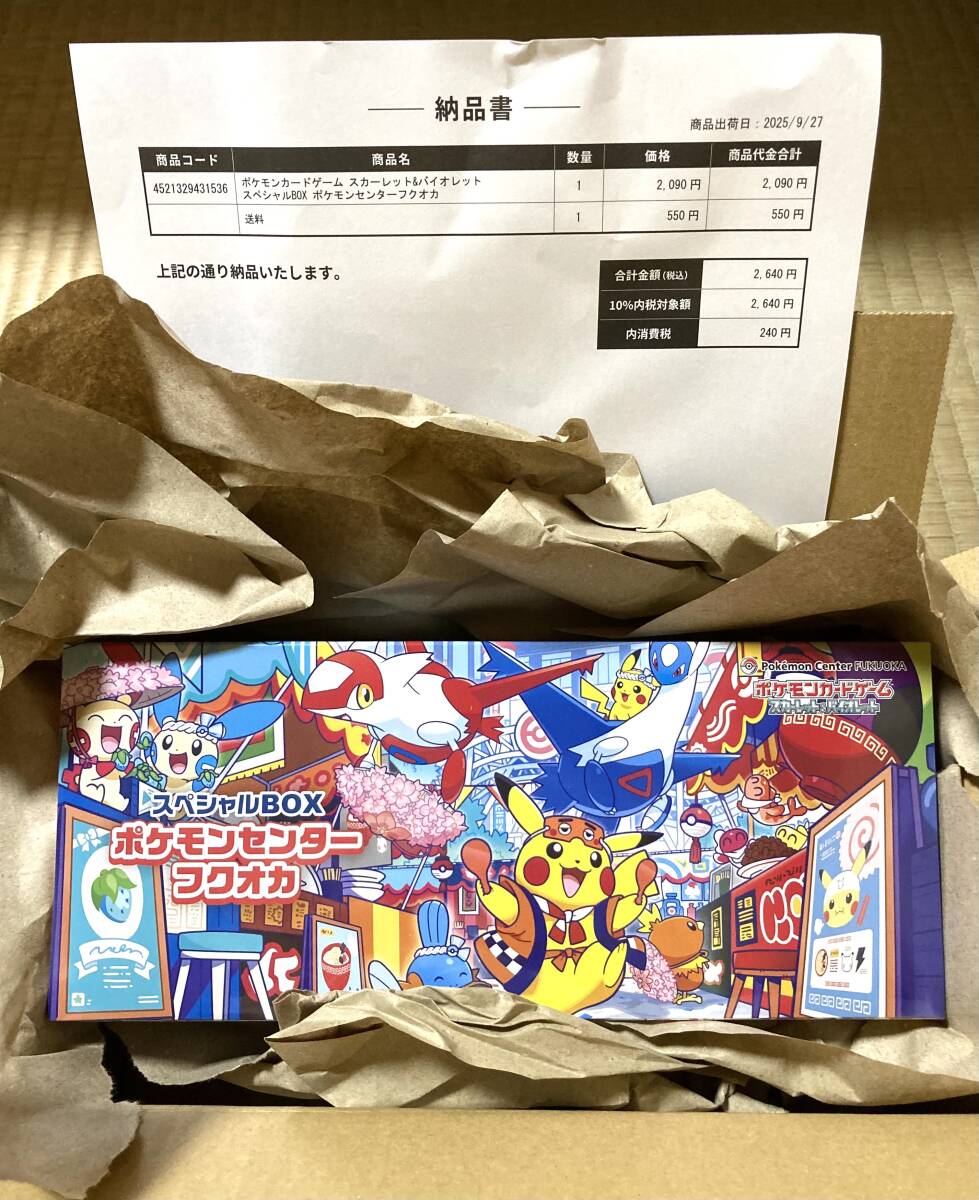 納品書
商品出荷日：2025/9/27
商品コード 商品名 数量 価格 商品代金合計
4521329431536 ポケモンカードゲーム スカーレット&バイオレット 1 2,090 円 2,090 円
スペシャルBOX ポケモンセンターフクオカ
送料 1 550 円 550 円
上記の通り納品いたします。
合計金額(税込) 2,640 円
10%内税対象額 2,640 円
内消費税 240 円
Pokémon Center FUKUOKA
ポケモンカードゲーム
スカーレット&バイオレット
スペシャルBOX
ポケモンセンター
フクオカ